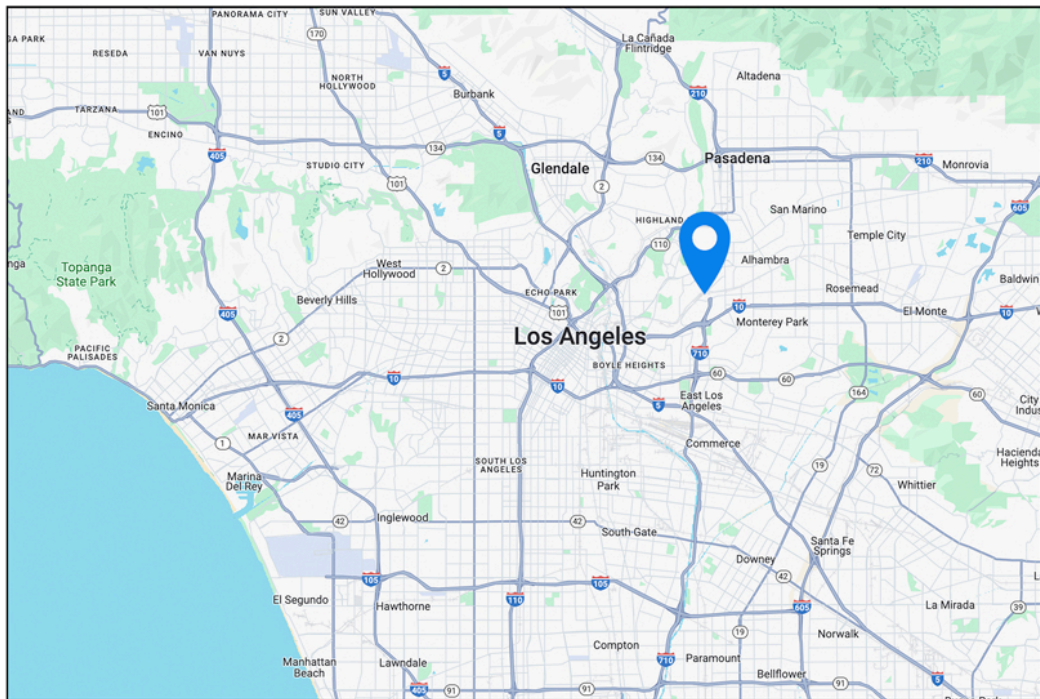 PANORAMA CITY
SUN VALLEY
La Cañada
Flintridge
GA PARK
RESEDA
VAN NUYS
170
5
NORTH
HOLLYWOOD
Burbank
210
Altadena
TARZANA
101
ENCINO
405
STUDIO CITY
134
5
Glendale
134
Pasadena
210
Monrovia
101
2
605
HIGHLAND
San Marino
110
Temple City
Topanga
State Park
nga
West
Hollywood
2
Alhambra
Baldwin
Beverly Hills
ECHO PARK
Rosemead
405
101
10
El Monte
10
Los Angeles
Monterey Park
2
PACIFIC
PALISADES
710
BOYLE HEIGHTS
60
60
10
10
164
60
Santa Monica
405
5
East Los
Angeles
City
Indus
1
MAR VISTA
Commerce
Hacienda
Heights
SOUTH LOS
ANGELES
19
72
Marina
Del Rey
Huntington
Park
Whittier
42
Inglewood
42
South Gate
Santa Fe
Springs
Downey
42
105
105
110
605
El Segundo
Hawthorne
La Mirada
39
19
Norwalk
Compton
Manhattan
Beach
Lawndale
710
Paramount
Bellflower
405
91
91
91
5